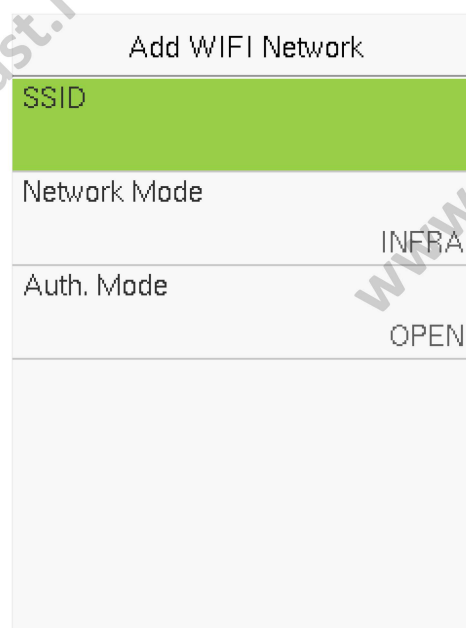 Add WIFI Network
SSID
Network Mode
INFRA
Auth. Mode
OPEN